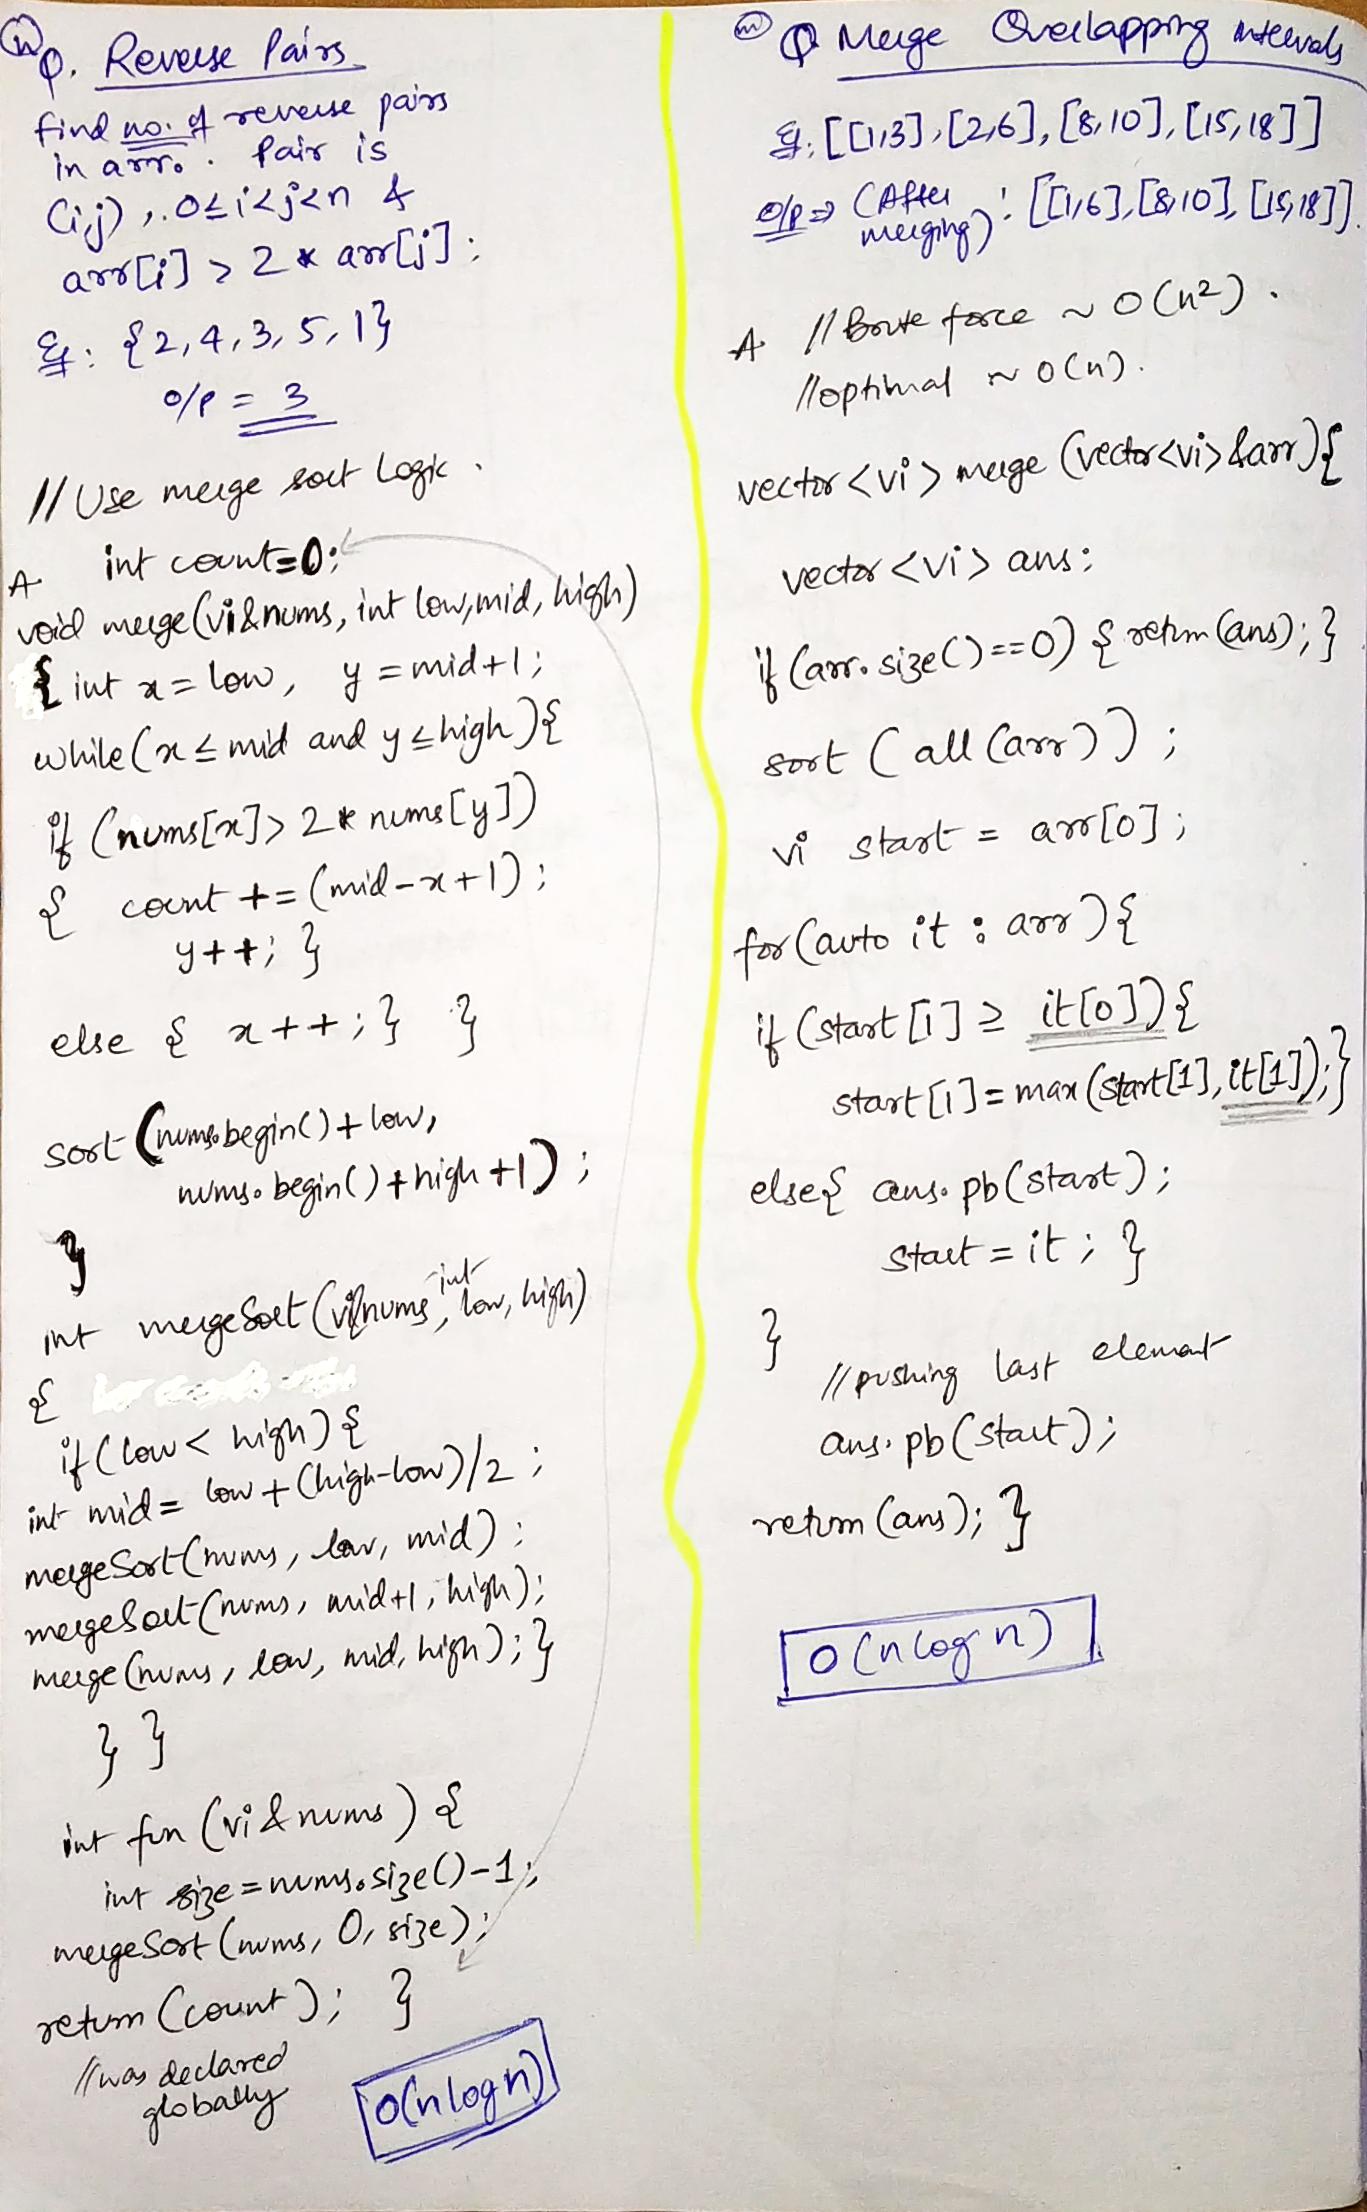 (m) Q. Reverse Pairs
find no. of reverse pairs
in arr. Pair is
(i,j), 0≤i<j<n &
arr[i] > 2 * arr[j];
Eg: {2,4,3,5,1}
o/p = 3
// Use merge sort logic.
A int count=0;
void merge(vi&nums, int low,mid, high)
{ int x = low, y = mid+1;
while(x ≤ mid and y ≤ high){
if (nums[x]> 2* nums[y])
{ count += (mid-x+1);
y++; }
else { x++; } }
sort(nums.begin()+low,
nums.begin()+high+1);
}
int mergeSort(vi&nums, int low, high)
{
if(low < high){
int mid = low + (high-low)/2;
mergeSort(nums, low, mid);
mergeSort(nums, mid+1, high);
merge(nums, low, mid, high);}
} }
int fun (vi & nums) {
int size = nums.size()-1;
mergeSort(nums, 0, size);
return (count); }
//was declared
globally
O(n log n)
(m) Q Merge Overlapping intervals
Eg: [[1,3], [2,6], [8,10], [15,18]]
o/p ⇒ (After merging): [[1,6], [8,10], [15,18]].
A // Brute force ~ O(n²).
//optimal ~ O(n).
vector<vi> merge (vector<vi>&arr){
vector<vi> ans;
if (arr.size()==0) { return(ans); }
sort (all(arr));
vi start = arr[0];
for(auto it : arr){
if (start[1] ≥ it[0]){
start[1] = max(start[1], it[1]);}
else{ ans.pb(start);
start = it; }
}
//pushing last element
ans.pb(start);
return (ans); }
O(n log n)